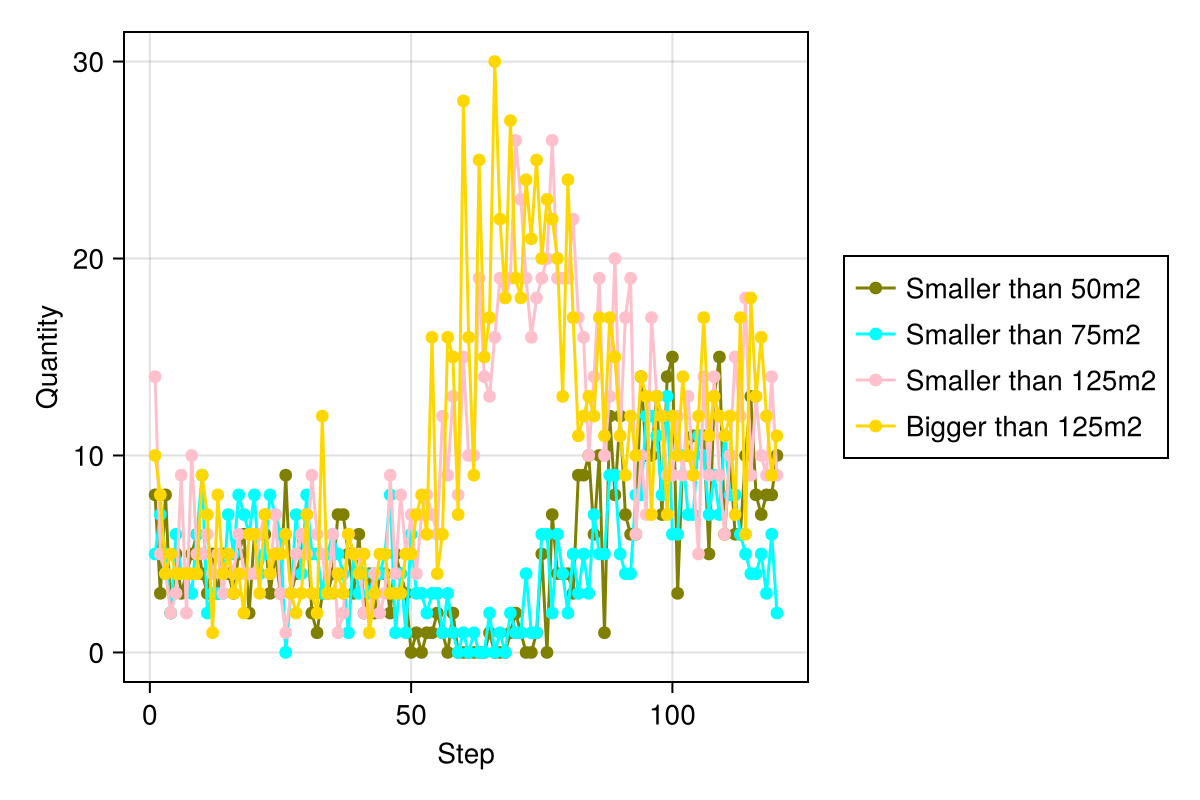 30
20
10
0
Quantity
0
50
100
Step
Smaller than 50m2
Smaller than 75m2
Smaller than 125m2
Bigger than 125m2